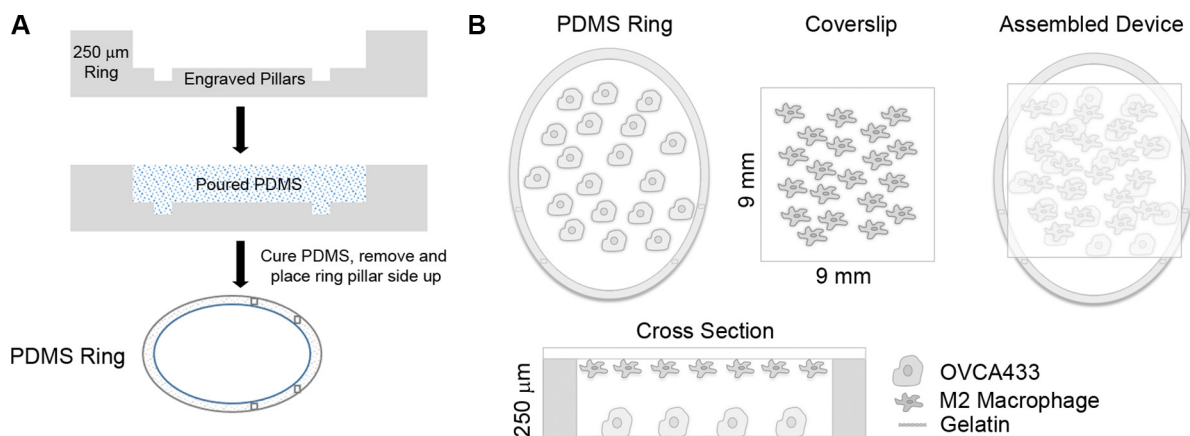 A
250 μm
Ring
Engraved Pillars
Poured PDMS
Cure PDMS, remove and
place ring pillar side up
PDMS Ring
B
PDMS Ring
Coverslip
Assembled Device
9 mm
9 mm
Cross Section
250 μm
OVCA433
M2 Macrophage
Gelatin